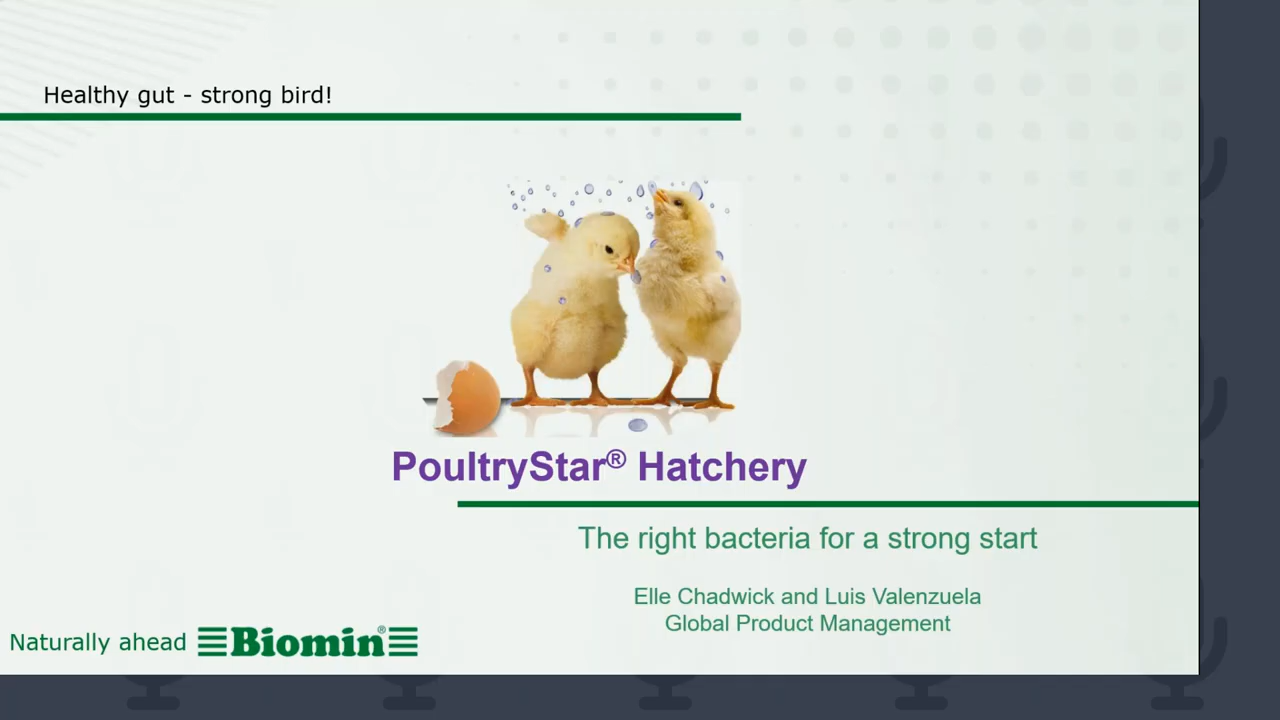 Healthy gut - strong bird!
PoultryStar® Hatchery
The right bacteria for a strong start
Elle Chadwick and Luis Valenzuela
Global Product Management
Naturally ahead Biomin®